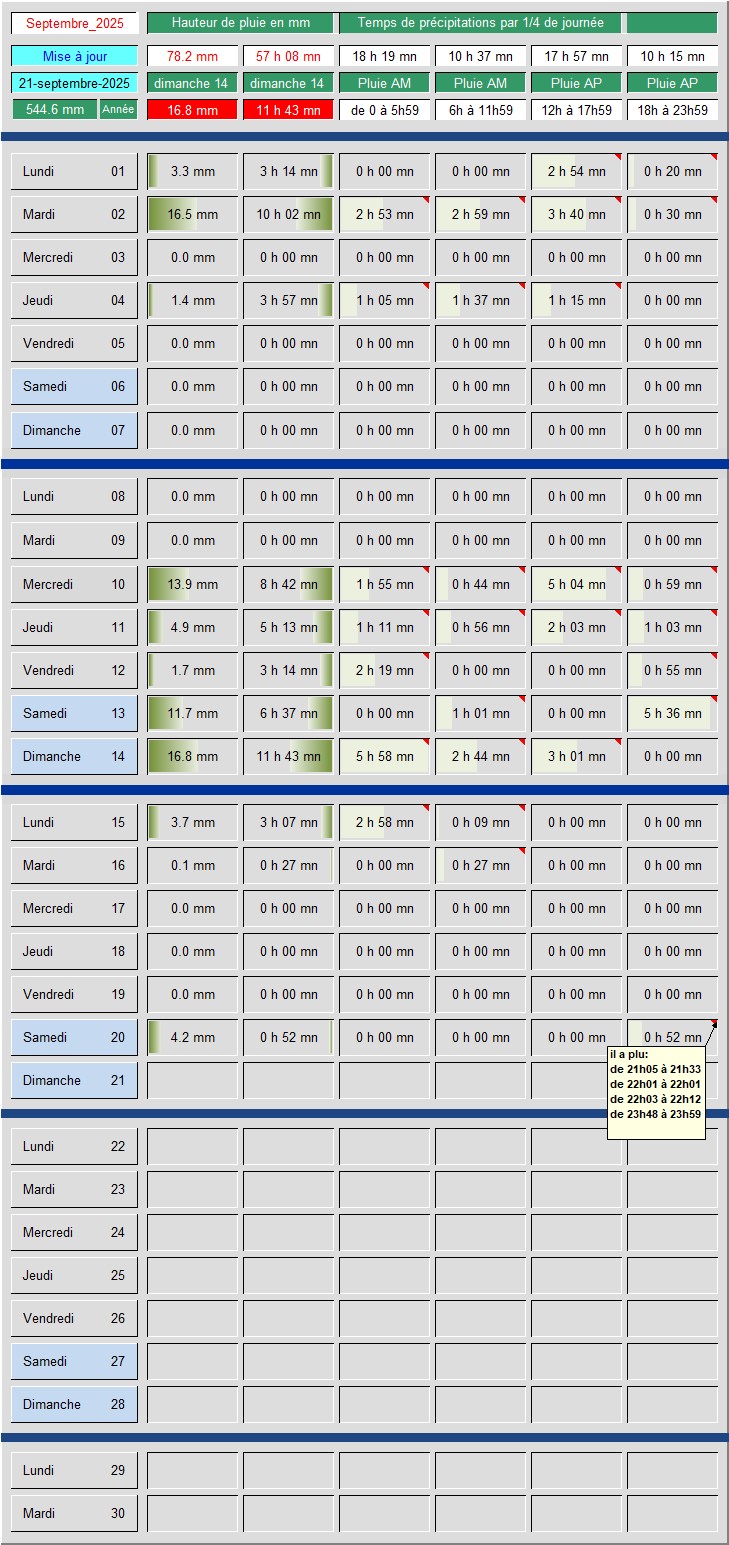 Septembre_2025 Hauteur de pluie en mm Temps de précipitations par 1/4 de journée
Mise à jour 78.2 mm 57 h 08 mn 18 h 19 mn 10 h 37 mn 17 h 57 mn 10 h 15 mn
21-septembre-2025 dimanche 14 dimanche 14 Pluie AM Pluie AM Pluie AP Pluie AP
544.6 mm Année 16.8 mm 11 h 43 mn de 0 à 5h59 6h à 11h59 12h à 17h59 18h à 23h59
Lundi 01 3.3 mm 3 h 14 mn 0 h 00 mn 0 h 00 mn 2 h 54 mn 0 h 20 mn
Mardi 02 16.5 mm 10 h 02 mn 2 h 53 mn 2 h 59 mn 3 h 40 mn 0 h 30 mn
Mercredi 03 0.0 mm 0 h 00 mn 0 h 00 mn 0 h 00 mn 0 h 00 mn 0 h 00 mn
Jeudi 04 1.4 mm 3 h 57 mn 1 h 05 mn 1 h 37 mn 1 h 15 mn 0 h 00 mn
Vendredi 05 0.0 mm 0 h 00 mn 0 h 00 mn 0 h 00 mn 0 h 00 mn 0 h 00 mn
Samedi 06 0.0 mm 0 h 00 mn 0 h 00 mn 0 h 00 mn 0 h 00 mn 0 h 00 mn
Dimanche 07 0.0 mm 0 h 00 mn 0 h 00 mn 0 h 00 mn 0 h 00 mn 0 h 00 mn
Lundi 08 0.0 mm 0 h 00 mn 0 h 00 mn 0 h 00 mn 0 h 00 mn 0 h 00 mn
Mardi 09 0.0 mm 0 h 00 mn 0 h 00 mn 0 h 00 mn 0 h 00 mn 0 h 00 mn
Mercredi 10 13.9 mm 8 h 42 mn 1 h 55 mn 0 h 44 mn 5 h 04 mn 0 h 59 mn
Jeudi 11 4.9 mm 5 h 13 mn 1 h 11 mn 0 h 56 mn 2 h 03 mn 1 h 03 mn
Vendredi 12 1.7 mm 3 h 14 mn 2 h 19 mn 0 h 00 mn 0 h 00 mn 0 h 55 mn
Samedi 13 11.7 mm 6 h 37 mn 0 h 00 mn 1 h 01 mn 0 h 00 mn 5 h 36 mn
Dimanche 14 16.8 mm 11 h 43 mn 5 h 58 mn 2 h 44 mn 3 h 01 mn 0 h 00 mn
Lundi 15 3.7 mm 3 h 07 mn 2 h 58 mn 0 h 09 mn 0 h 00 mn 0 h 00 mn
Mardi 16 0.1 mm 0 h 27 mn 0 h 00 mn 0 h 27 mn 0 h 00 mn 0 h 00 mn
Mercredi 17 0.0 mm 0 h 00 mn 0 h 00 mn 0 h 00 mn 0 h 00 mn 0 h 00 mn
Jeudi 18 0.0 mm 0 h 00 mn 0 h 00 mn 0 h 00 mn 0 h 00 mn 0 h 00 mn
Vendredi 19 0.0 mm 0 h 00 mn 0 h 00 mn 0 h 00 mn 0 h 00 mn 0 h 00 mn
Samedi 20 4.2 mm 0 h 52 mn 0 h 00 mn 0 h 00 mn 0 h 00 mn 0 h 52 mn
il a plu:
de 21h05 à 21h33
de 22h01 à 22h01
de 22h03 à 22h12
de 23h48 à 23h59
Dimanche 21
Lundi 22
Mardi 23
Mercredi 24
Jeudi 25
Vendredi 26
Samedi 27
Dimanche 28
Lundi 29
Mardi 30